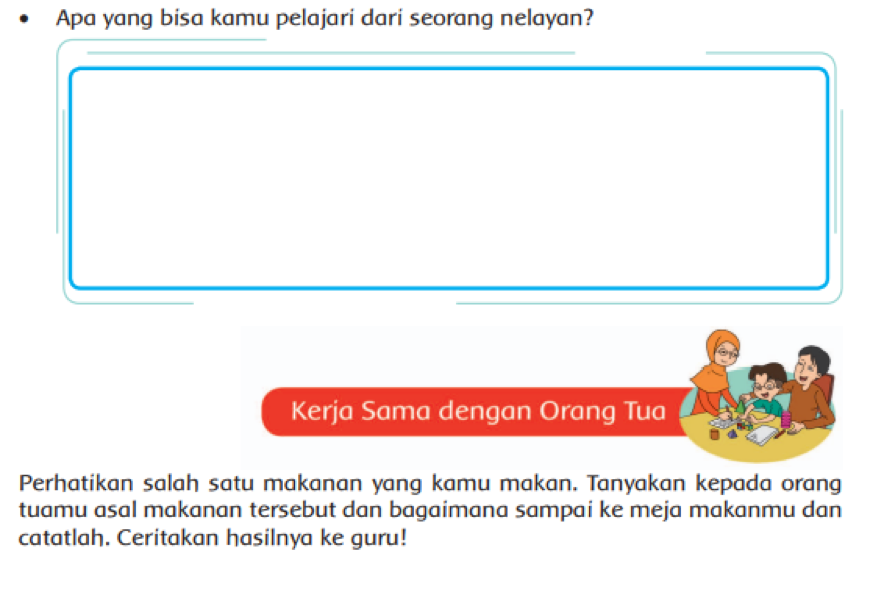 • Apa yang bisa kamu pelajari dari seorang nelayan?
Kerja Sama dengan Orang Tua
Perhatikan salah satu makanan yang kamu makan. Tanyakan kepada orang
tuamu asal makanan tersebut dan bagaimana sampai ke meja makanmu dan
catatlah. Ceritakan hasilnya ke guru!